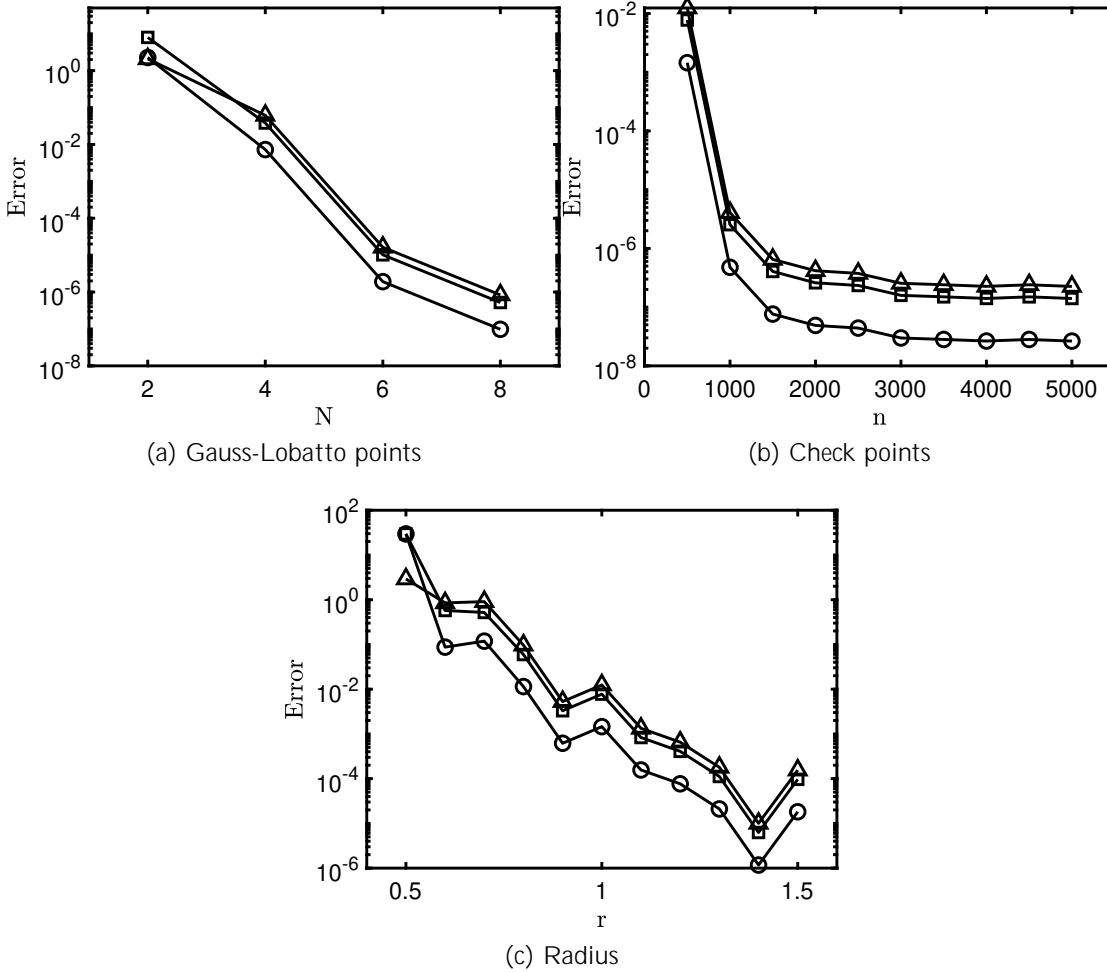 Error
10^0
10^-2
10^-4
10^-6
10^-8
2 4 6 8
N
(a) Gauss-Lobatto points
Error
10^-2
10^-4
10^-6
10^-8
0 1000 2000 3000 4000 5000
n
(b) Check points
Error
10^2
10^0
10^-2
10^-4
10^-6
0.5 1 1.5
r
(c) Radius